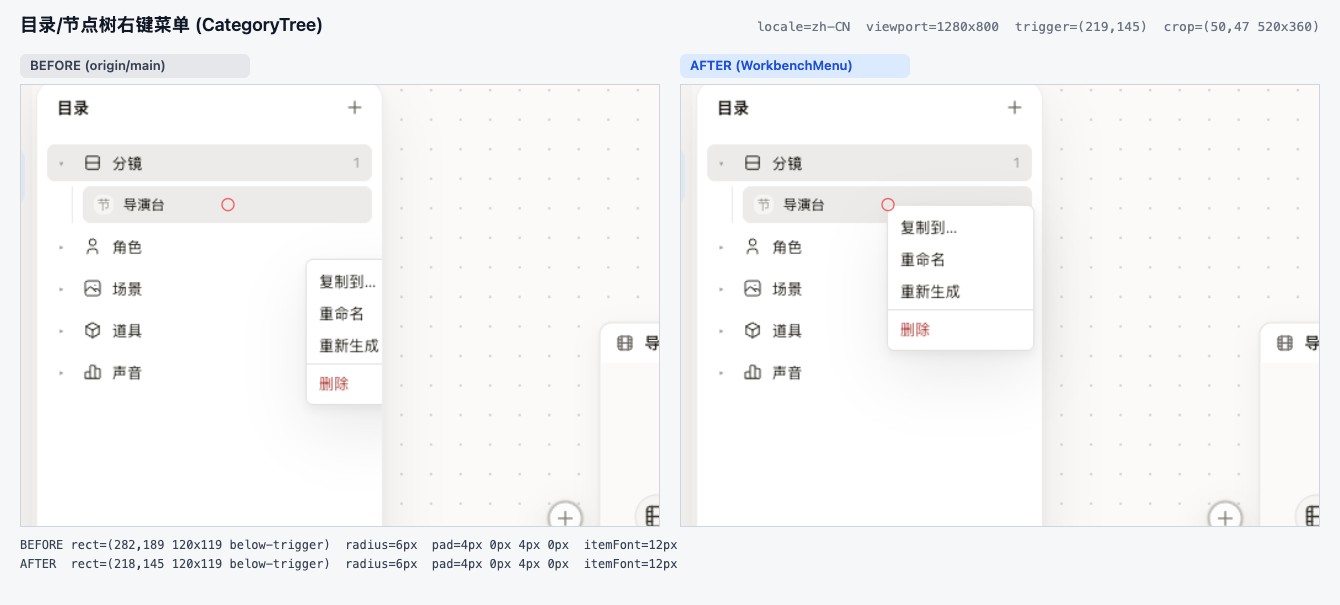 目录/节点树右键菜单 (CategoryTree)
locale=zh-CN viewport=1280x800 trigger=(219,145) crop=(50,47 520x360)
BEFORE (origin/main)
目录
分镜 1
节 导演台
角色
场景
道具
声音
复制到...
重命名
重新生成
删除
导
AFTER (WorkbenchMenu)
目录
分镜 1
节 导演台
角色
场景
道具
声音
复制到...
重命名
重新生成
删除
导
BEFORE rect=(282,189 120x119 below-trigger) radius=6px pad=4px 0px 4px 0px itemFont=12px
AFTER rect=(218,145 120x119 below-trigger) radius=6px pad=4px 0px 4px 0px itemFont=12px